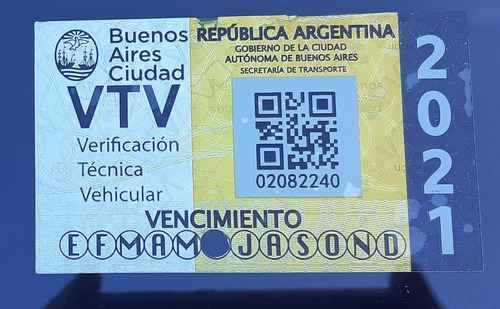 Buenos
Aires
Ciudad
VTV
Verificación
Técnica
Vehicular
REPÚBLICA ARGENTINA
GOBIERNO DE LA CIUDAD
AUTÓNOMA DE BUENOS AIRES
SECRETARÍA DE TRANSPORTE
02082240
VENCIMIENTO
E F M A M J A S O N D
2021